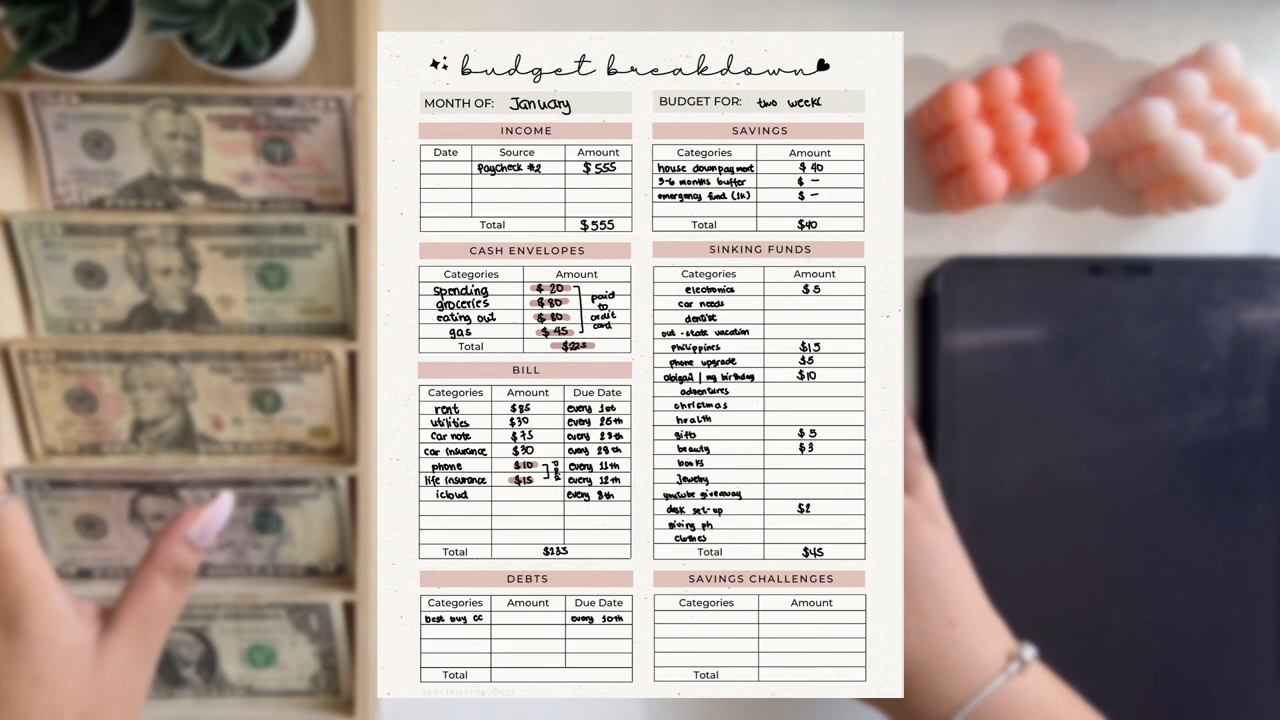 budget breakdown
MONTH OF: January
BUDGET FOR: two weeks
INCOME
Date Source Amount
Paycheck #2 $555
Total $555
CASH ENVELOPES
Categories Amount
spending $20
groceries $80
eating out $80
gas $45
paid
to
credit
card
Total $225
BILL
Categories Amount Due Date
rent $85 every 1st
utilities $30 every
car note $75 every
car insurance $30 every
phone $10 every 11th
life insurance $15 every 12th
paid
icloud every 8th
Total
DEBTS
Categories Amount Due Date
best buy cc every 10th
Total
SAVINGS
Categories Amount
house downpayment $40
3-6 months buffer $ –
emergency fund (1k) $ –
Total $40
SINKING FUNDS
Categories Amount
electronics $5
car needs
dentist
out-state vacation
philippines $15
phone upgrade $5
abigail | my birthday $10
adventures
christmas
health
gifts $5
beauty $3
books
jewelry
youtube giveaway
desk set-up $2
giving ph
clothes
Total $45
SAVINGS CHALLENGES
Categories Amount
Total